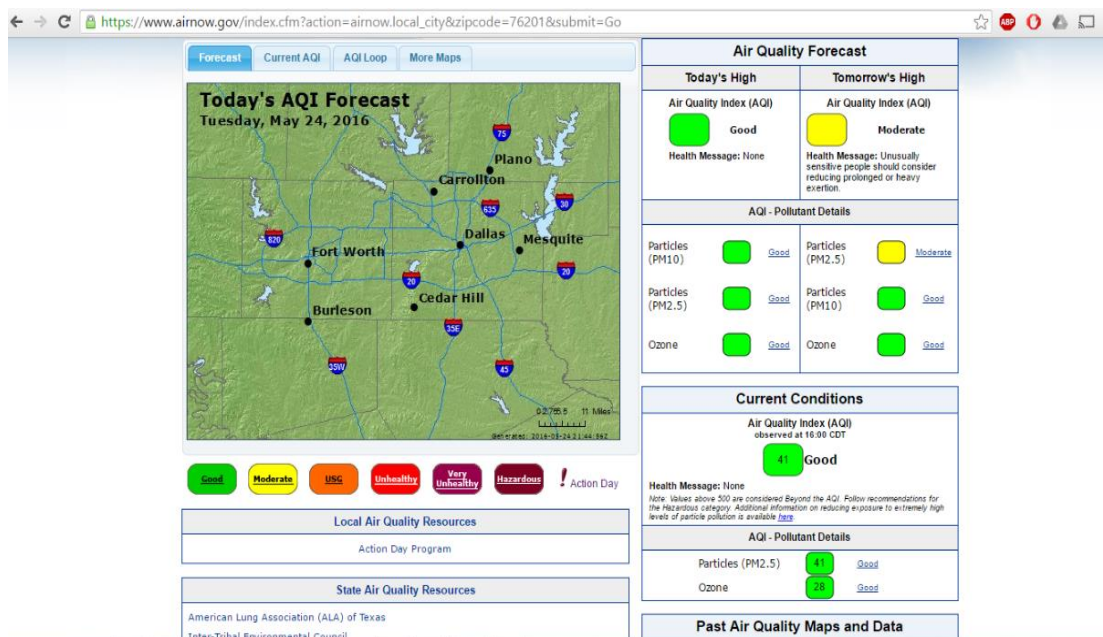 https://www.airnow.gov/index.cfm?action=airnow.local_city&zipcode=76201&submit=Go
ABP
Forecast
Current AQI
AQI Loop
More Maps
Today's AQI Forecast
Tuesday, May 24, 2016
75
Plano
Carrollton
635
30
820
Dallas
Mesquite
Fort Worth
20
20
Cedar Hill
Burleson
35E
35W
45
11 Miles
Good
Moderate
USG
Unhealthy
Very
Unhealthy
Hazardous
! Action Day
Local Air Quality Resources
Action Day Program
State Air Quality Resources
American Lung Association (ALA) of Texas
Inter-Tribal Environmental Council
Air Quality Forecast
Today's High
Tomorrow's High
Air Quality Index (AQI)
Good
Health Message: None
Air Quality Index (AQI)
Moderate
Health Message: Unusually
sensitive people should consider
reducing prolonged or heavy
exertion.
AQI - Pollutant Details
Particles
(PM10)
Good
Particles
(PM2.5)
Moderate
Particles
(PM2.5)
Good
Particles
(PM10)
Good
Ozone
Good
Ozone
Good
Current Conditions
Air Quality Index (AQI)
observed at 16:00 CDT
41
Good
Health Message: None
Note: Values above 500 are considered Beyond the AQI. Follow recommendations for
the Hazardous category. Additional information on reducing exposure to extremely high
levels of particle pollution is available here.
AQI - Pollutant Details
Particles (PM2.5)
41
Good
Ozone
28
Good
Past Air Quality Maps and Data